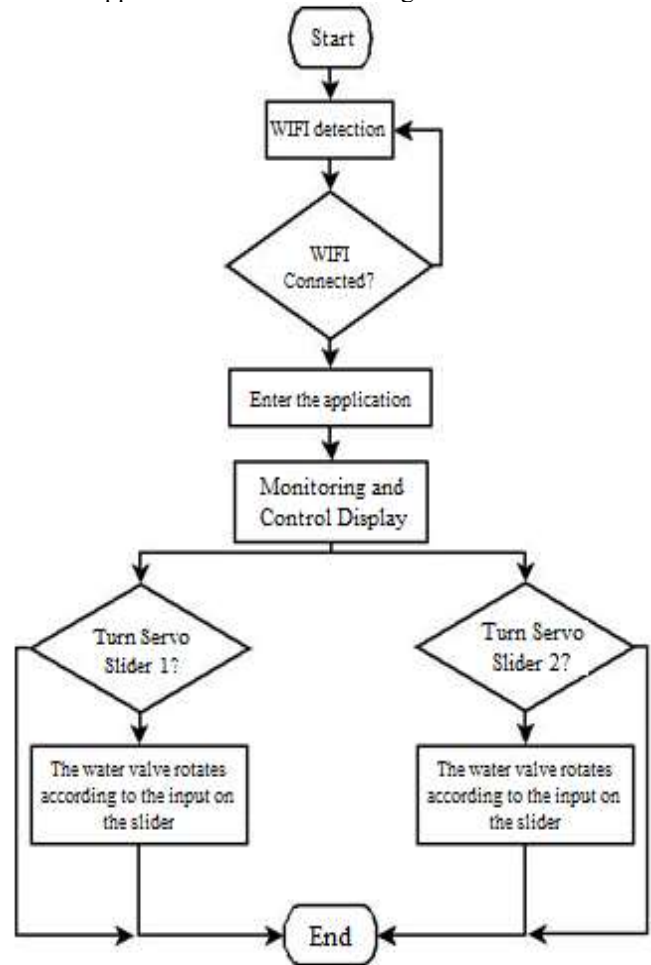 Start
WIFI detection
WIFI
Connected?
Enter the application
Monitoring and
Control Display
Turn Servo
Slider 1?
Turn Servo
Slider 2?
The water valve rotates
according to the input on
the slider
The water valve rotates
according to the input on
the slider
End